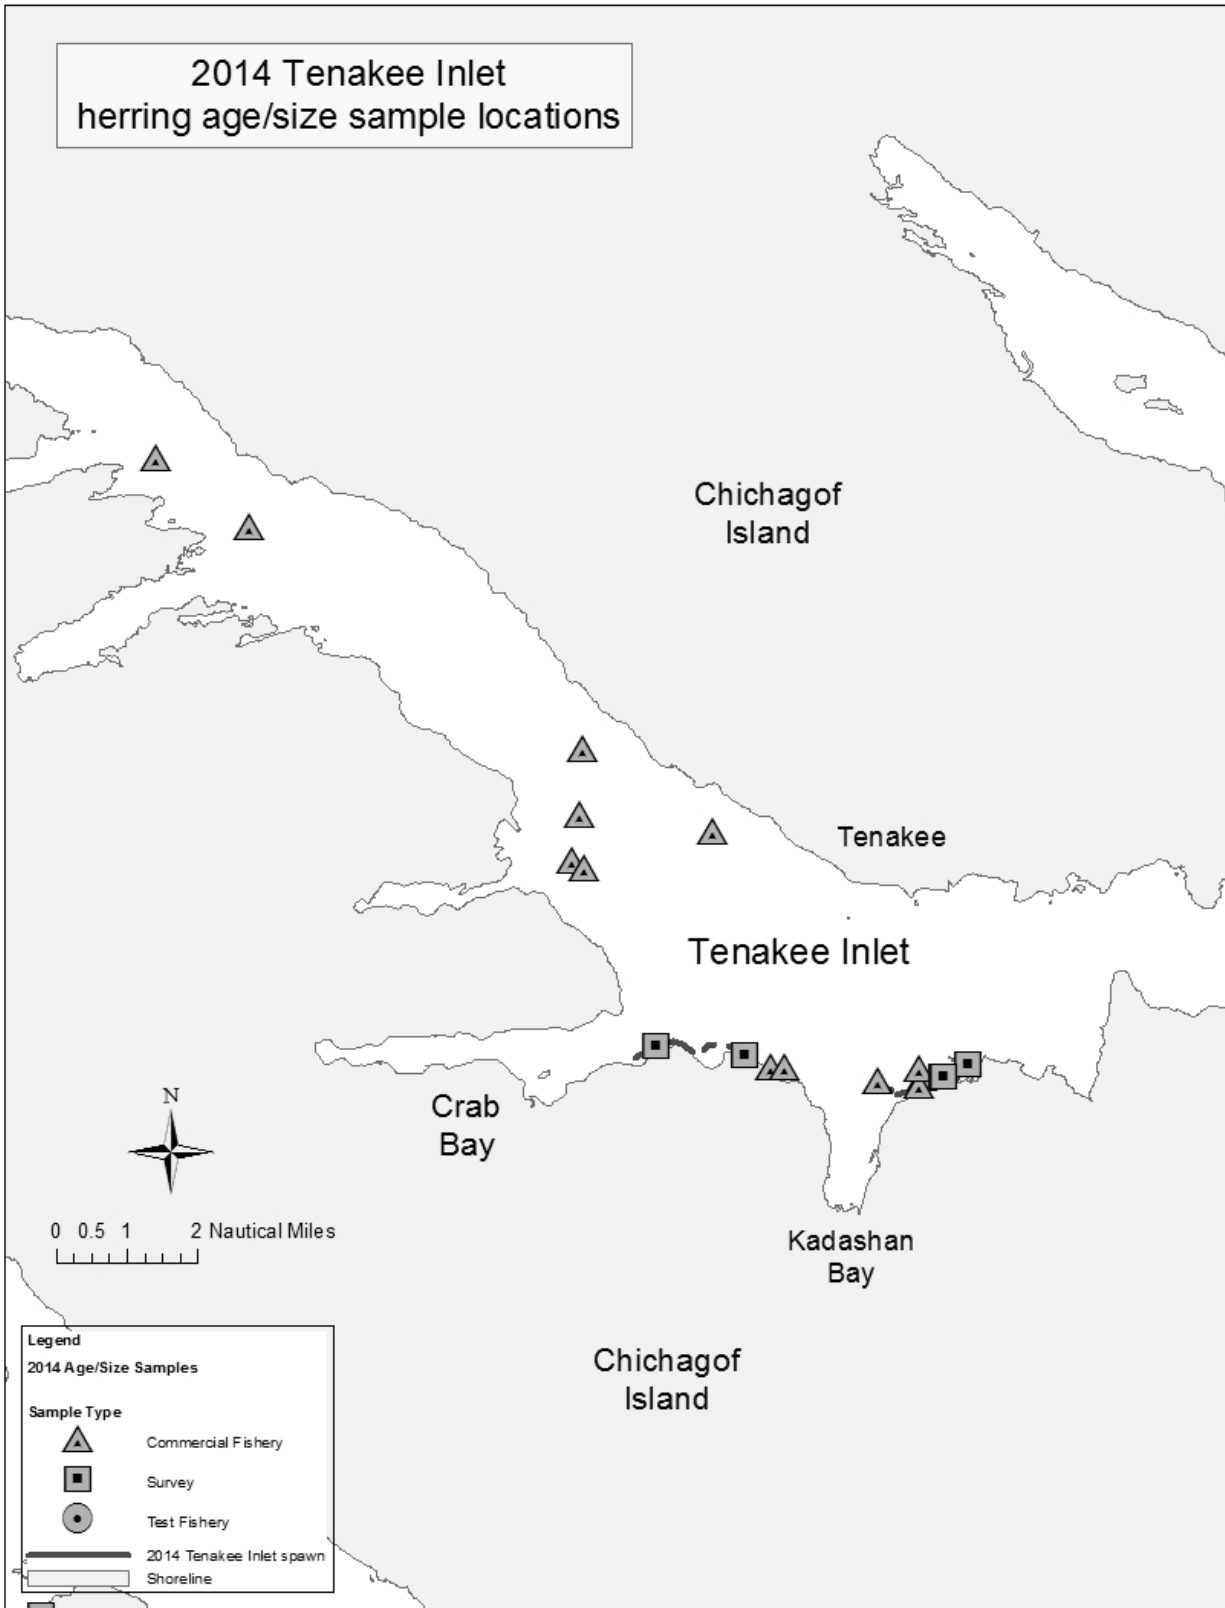 2014 Tenakee Inlet
herring age/size sample locations
Chichagof
Island
Tenakee
Tenakee Inlet
Crab
Bay
N
0 0.5 1 2 Nautical Miles
Kadashan
Bay
Chichagof
Island
Legend
2014 Age/Size Samples
Sample Type
Commercial Fishery
Survey
Test Fishery
2014 Tenakee Inlet spawn
Shoreline